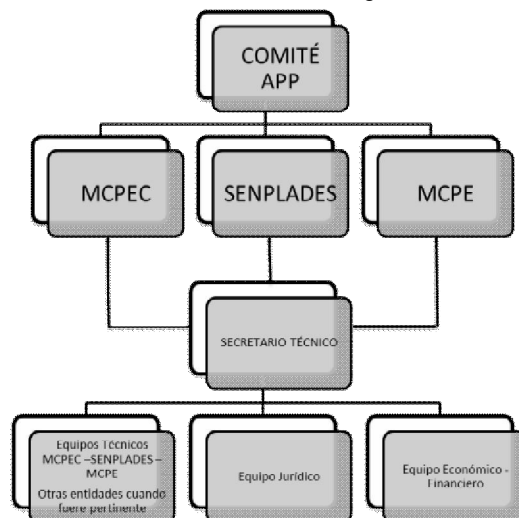 COMITÉ
APP
MCPEC
SENPLADES
MCPE
SECRETARIO TÉCNICO
Equipos Técnicos
MCPEC –SENPLADES –
MCPE
Otras entidades cuando
fuere pertinente
Equipo Jurídico
Equipo Económico -
Financiero